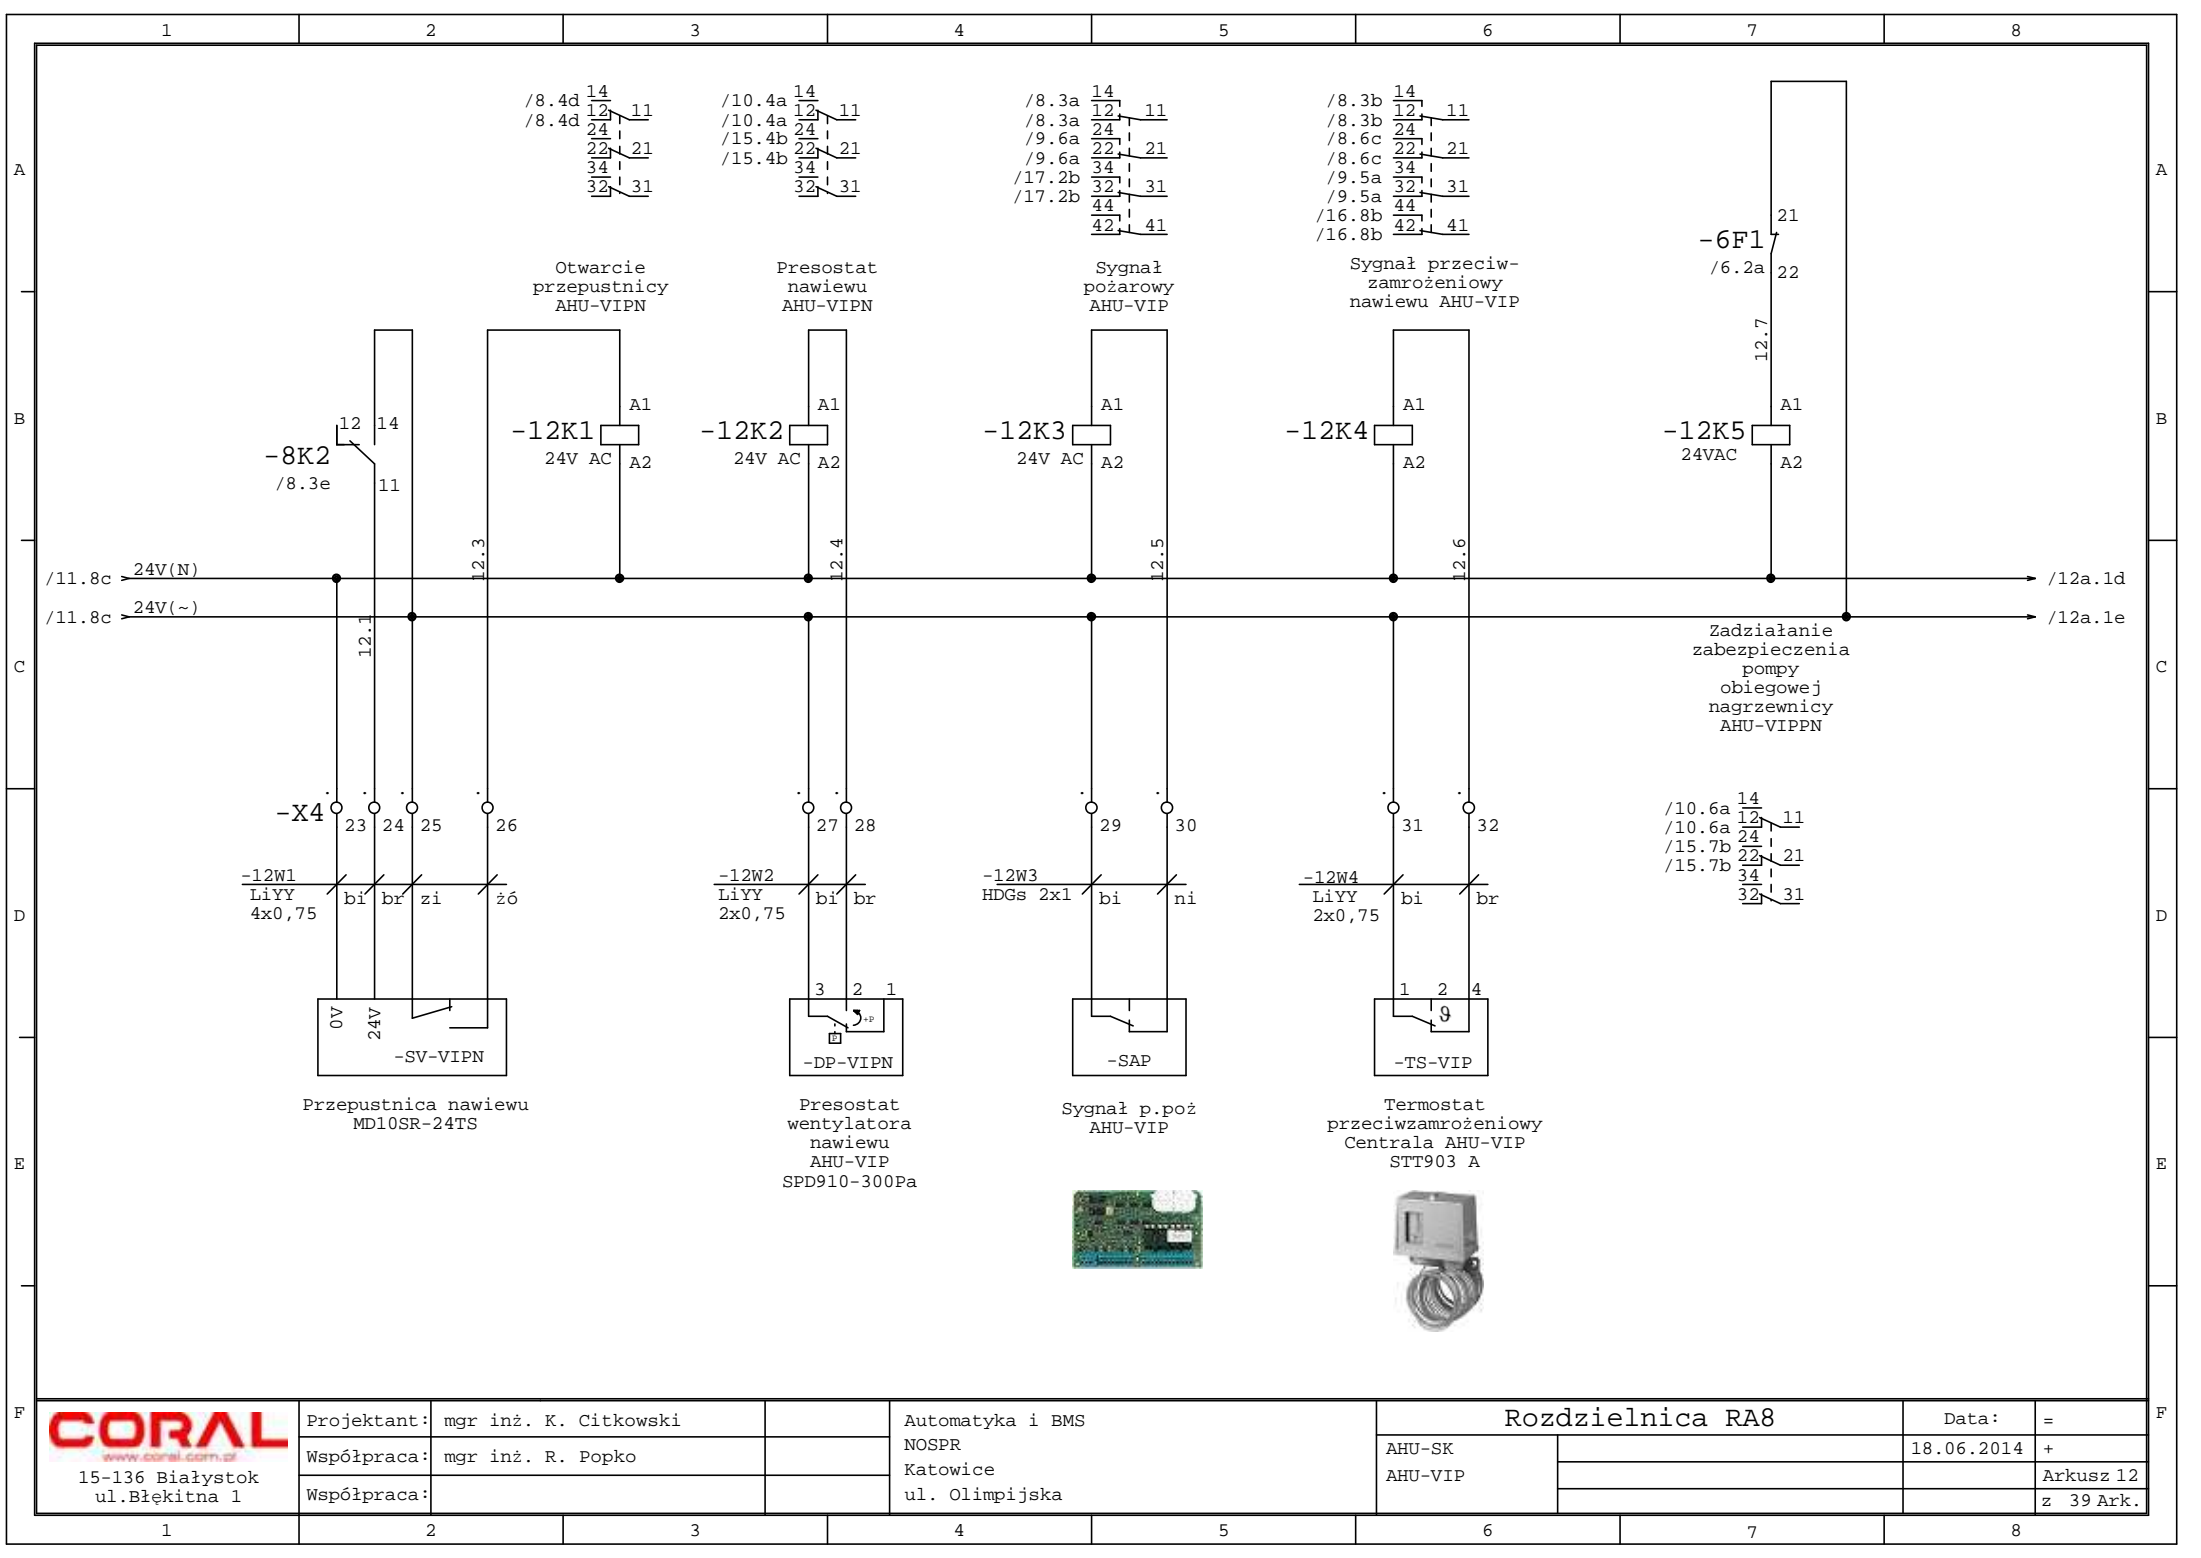 1 2 3 4 5 6 7 8
A
B
C
D
E
F
A
B
C
D
E
F
/8.4d 14
/8.4d 12 11
24
22 21
34
32 31
Otwarcie
przepustnicy
AHU-VIPN
/10.4a 14
/10.4a 12 11
/15.4b 24
/15.4b 22 21
34
32 31
Presostat
nawiewu
AHU-VIPN
/8.3a 14
/8.3a 12 11
/9.6a 24
/9.6a 22 21
/17.2b 34
/17.2b 32 31
44
42 41
Sygnał
pożarowy
AHU-VIP
/8.3b 14
/8.3b 12 11
/8.6c 24
/8.6c 22 21
/9.5a 34
/9.5a 32 31
/16.8b 44
/16.8b 42 41
Sygnał przeciw-
zamrożeniowy
nawiewu AHU-VIP
21
-6F1
/6.2a 22
12.7
12 14
-8K2
/8.3e 11
A1
-12K1
24V AC A2
A1
-12K2
24V AC A2
A1
-12K3
24V AC A2
A1
-12K4
A2
A1
-12K5
24VAC A2
12.3
12.4
12.5
12.6
/11.8c 24V(N) /12a.1d
/11.8c 24V(~) /12a.1e
12.1
Zadziałanie
zabezpieczenia
pompy
obiegowej
nagrzewnicy
AHU-VIPPN
/10.6a 14
/10.6a 12 11
/15.7b 24
/15.7b 22 21
34
32 31
-X4 23 24 25 26 27 28 29 30 31 32
-12W1
LiYY
4x0,75
bi br zi żó
-12W2
LiYY
2x0,75
bi br
-12W3
HDGs 2x1 bi ni
-12W4
LiYY
2x0,75
bi br
0V 24V
-SV-VIPN
Przepustnica nawiewu
MD10SR-24TS
3 2 1
+P
P
-DP-VIPN
Presostat
wentylatora
nawiewu
AHU-VIP
SPD910-300Pa
-SAP
Sygnał p.poż
AHU-VIP
1 2 4
ϑ
-TS-VIP
Termostat
przeciwzamrożeniowy
Centrala AHU-VIP
STT903 A
CORAL
www.coral.com.pl
15-136 Białystok
ul.Błękitna 1
Projektant: mgr inż. K. Citkowski
Współpraca: mgr inż. R. Popko
Współpraca:
Automatyka i BMS
NOSPR
Katowice
ul. Olimpijska
Rozdzielnica RA8
AHU-SK
AHU-VIP
Data:
18.06.2014
=
+
Arkusz 12
z 39 Ark.
1 2 3 4 5 6 7 8